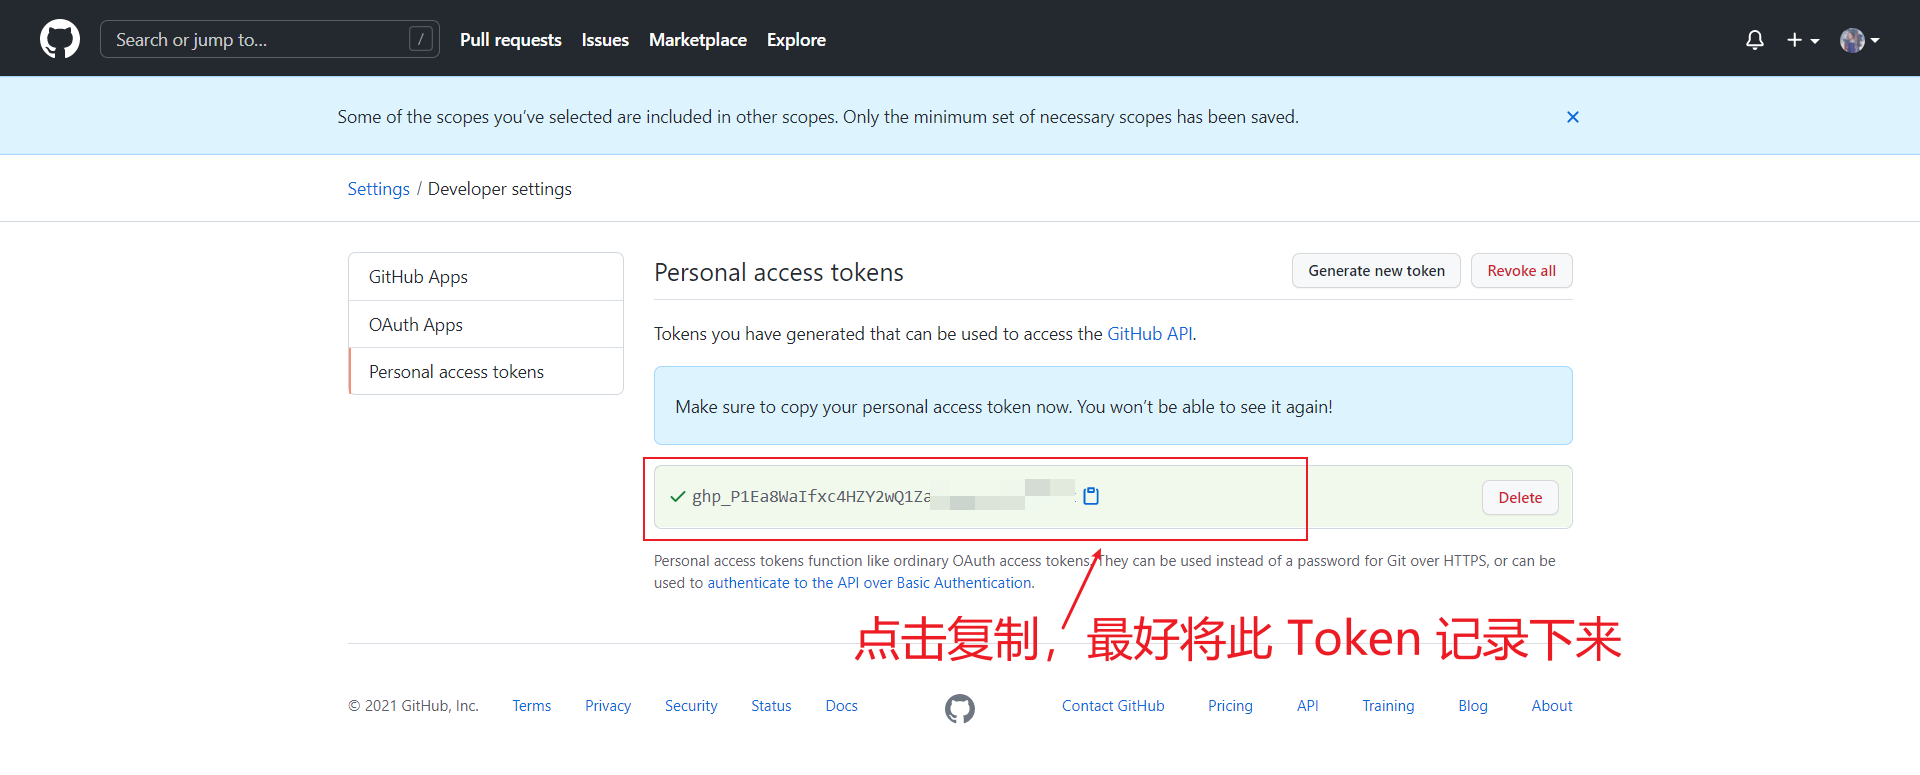 Search or jump to... /
Pull requests Issues Marketplace Explore
Some of the scopes you've selected are included in other scopes. Only the minimum set of necessary scopes has been saved.
Settings / Developer settings
GitHub Apps
OAuth Apps
Personal access tokens
Personal access tokens
Generate new token
Revoke all
Tokens you have generated that can be used to access the GitHub API.
Make sure to copy your personal access token now. You won't be able to see it again!
ghp_P1Ea8WaIfxc4HZY2wQ1Za
Delete
Personal access tokens function like ordinary OAuth access tokens. They can be used instead of a password for Git over HTTPS, or can be
used to authenticate to the API over Basic Authentication.
点击复制，最好将此 Token 记录下来
© 2021 GitHub, Inc. Terms Privacy Security Status Docs Contact GitHub Pricing API Training Blog About